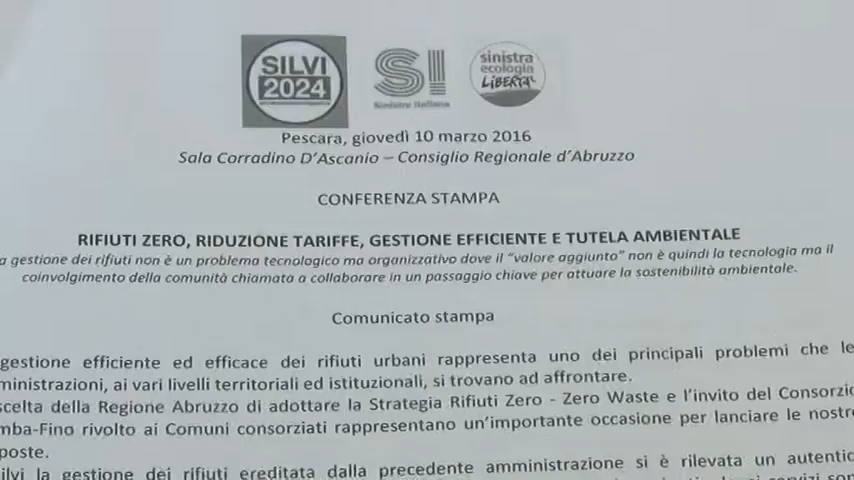 SILVI
2024
SI
Sinistra Italiana
sinistra
ecologia
LIBERTA'
Pescara, giovedì 10 marzo 2016
Sala Corradino D'Ascanio – Consiglio Regionale d'Abruzzo
CONFERENZA STAMPA
RIFIUTI ZERO, RIDUZIONE TARIFFE, GESTIONE EFFICIENTE E TUTELA AMBIENTALE
a gestione dei rifiuti non è un problema tecnologico ma organizzativo dove il "valore aggiunto" non è quindi la tecnologia ma il
coinvolgimento della comunità chiamata a collaborare in un passaggio chiave per attuare la sostenibilità ambientale.
Comunicato stampa
gestione efficiente ed efficace dei rifiuti urbani rappresenta uno dei principali problemi che le
ministrazioni, ai vari livelli territoriali ed istituzionali, si trovano ad affrontare.
scelta della Regione Abruzzo di adottare la Strategia Rifiuti Zero - Zero Waste e l'invito del Consorzio
mba-Fino rivolto ai Comuni consorziati rappresentano un'importante occasione per lanciare le nostre
poste.
ilvi la gestione dei rifiuti ereditata dalla precedente amministrazione si è rilevata un autentic
servizi son